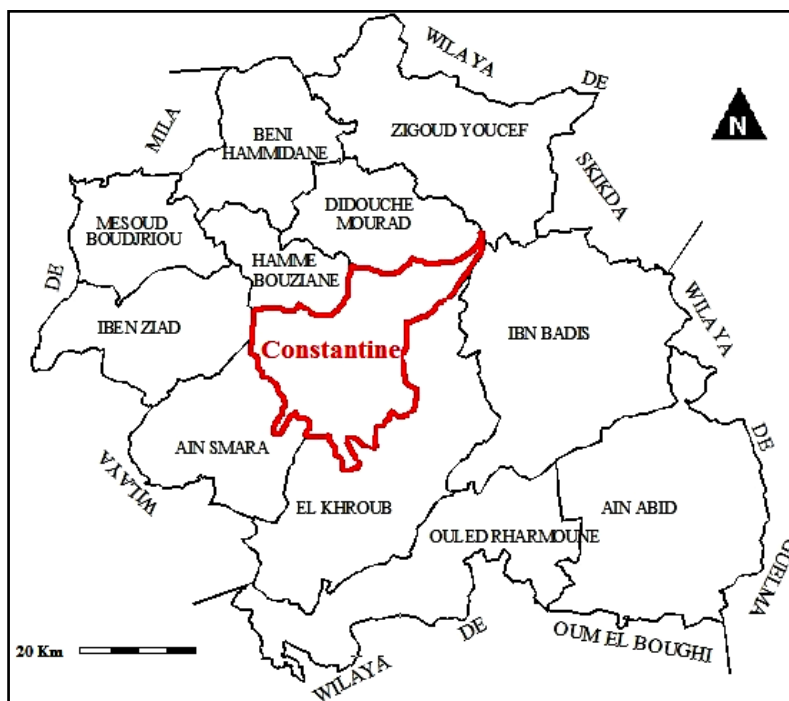 WILAYA
DE
SKIKDA
MILA
DE
WILAYA
BENI
HAMMIDANE
ZIGOUD YOUCEF
N
MESOUD
BOUDJRIOU
DIDOUCHE
MOURAD
HAMME
BOUZIANE
IBEN ZIAD
IBN BADIS
Constantine
WILAYA
DE
GUELMA
AIN SMARA
EL KHROUB
OULED RHARMOUNE
AIN ABID
20 Km
WILAYA
DE
OUM EL BOUGHI